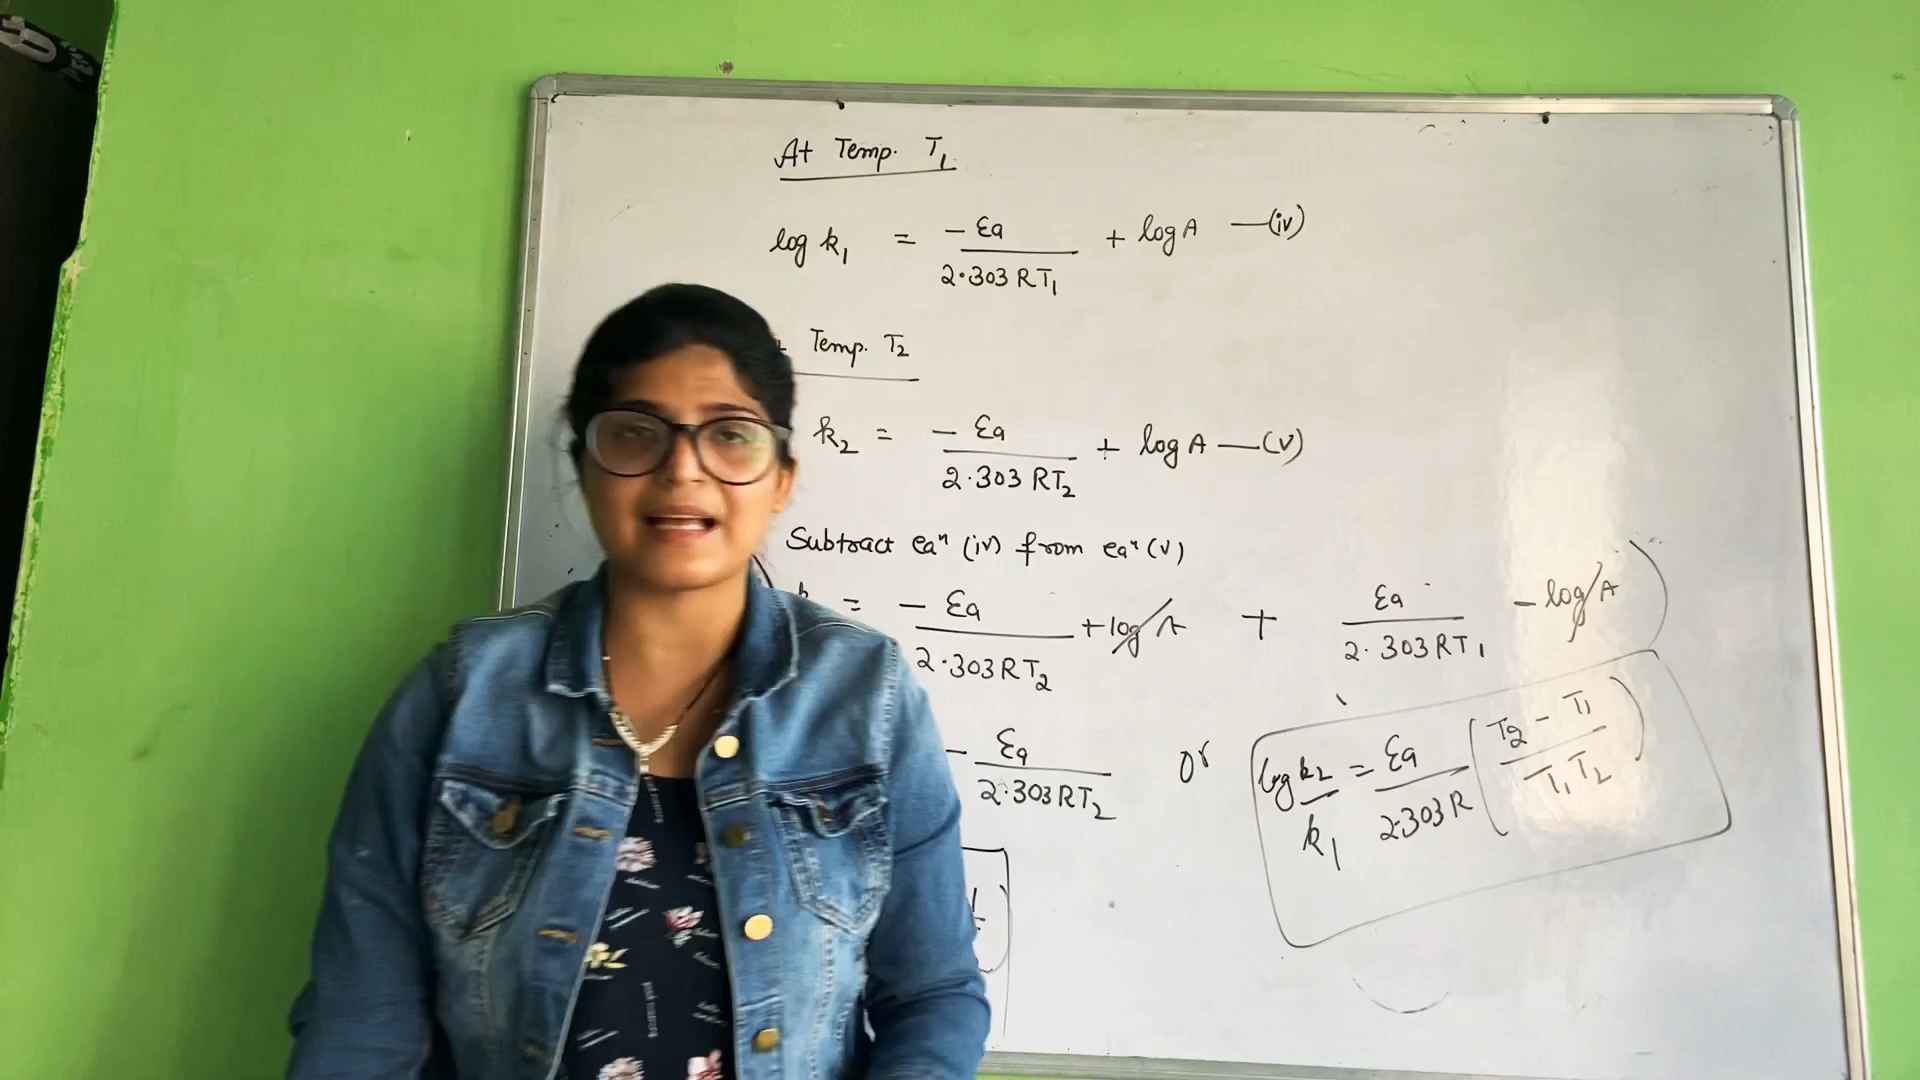 At Temp. T₁
log k₁ = -Ea / 2.303 RT₁ + log A —(iv)
Temp. T₂
k₂ = -Ea / 2.303 RT₂ + log A —(v)
Subtract eqⁿ (iv) from eqⁿ (v)
= -Ea / 2.303 RT₂ + log A + Ea / 2.303 RT₁ - log A
- Ea / 2.303 RT₂ or log k₂ / k₁ = Ea / 2.303 R ( T₂ - T₁ / T₁ T₂ )